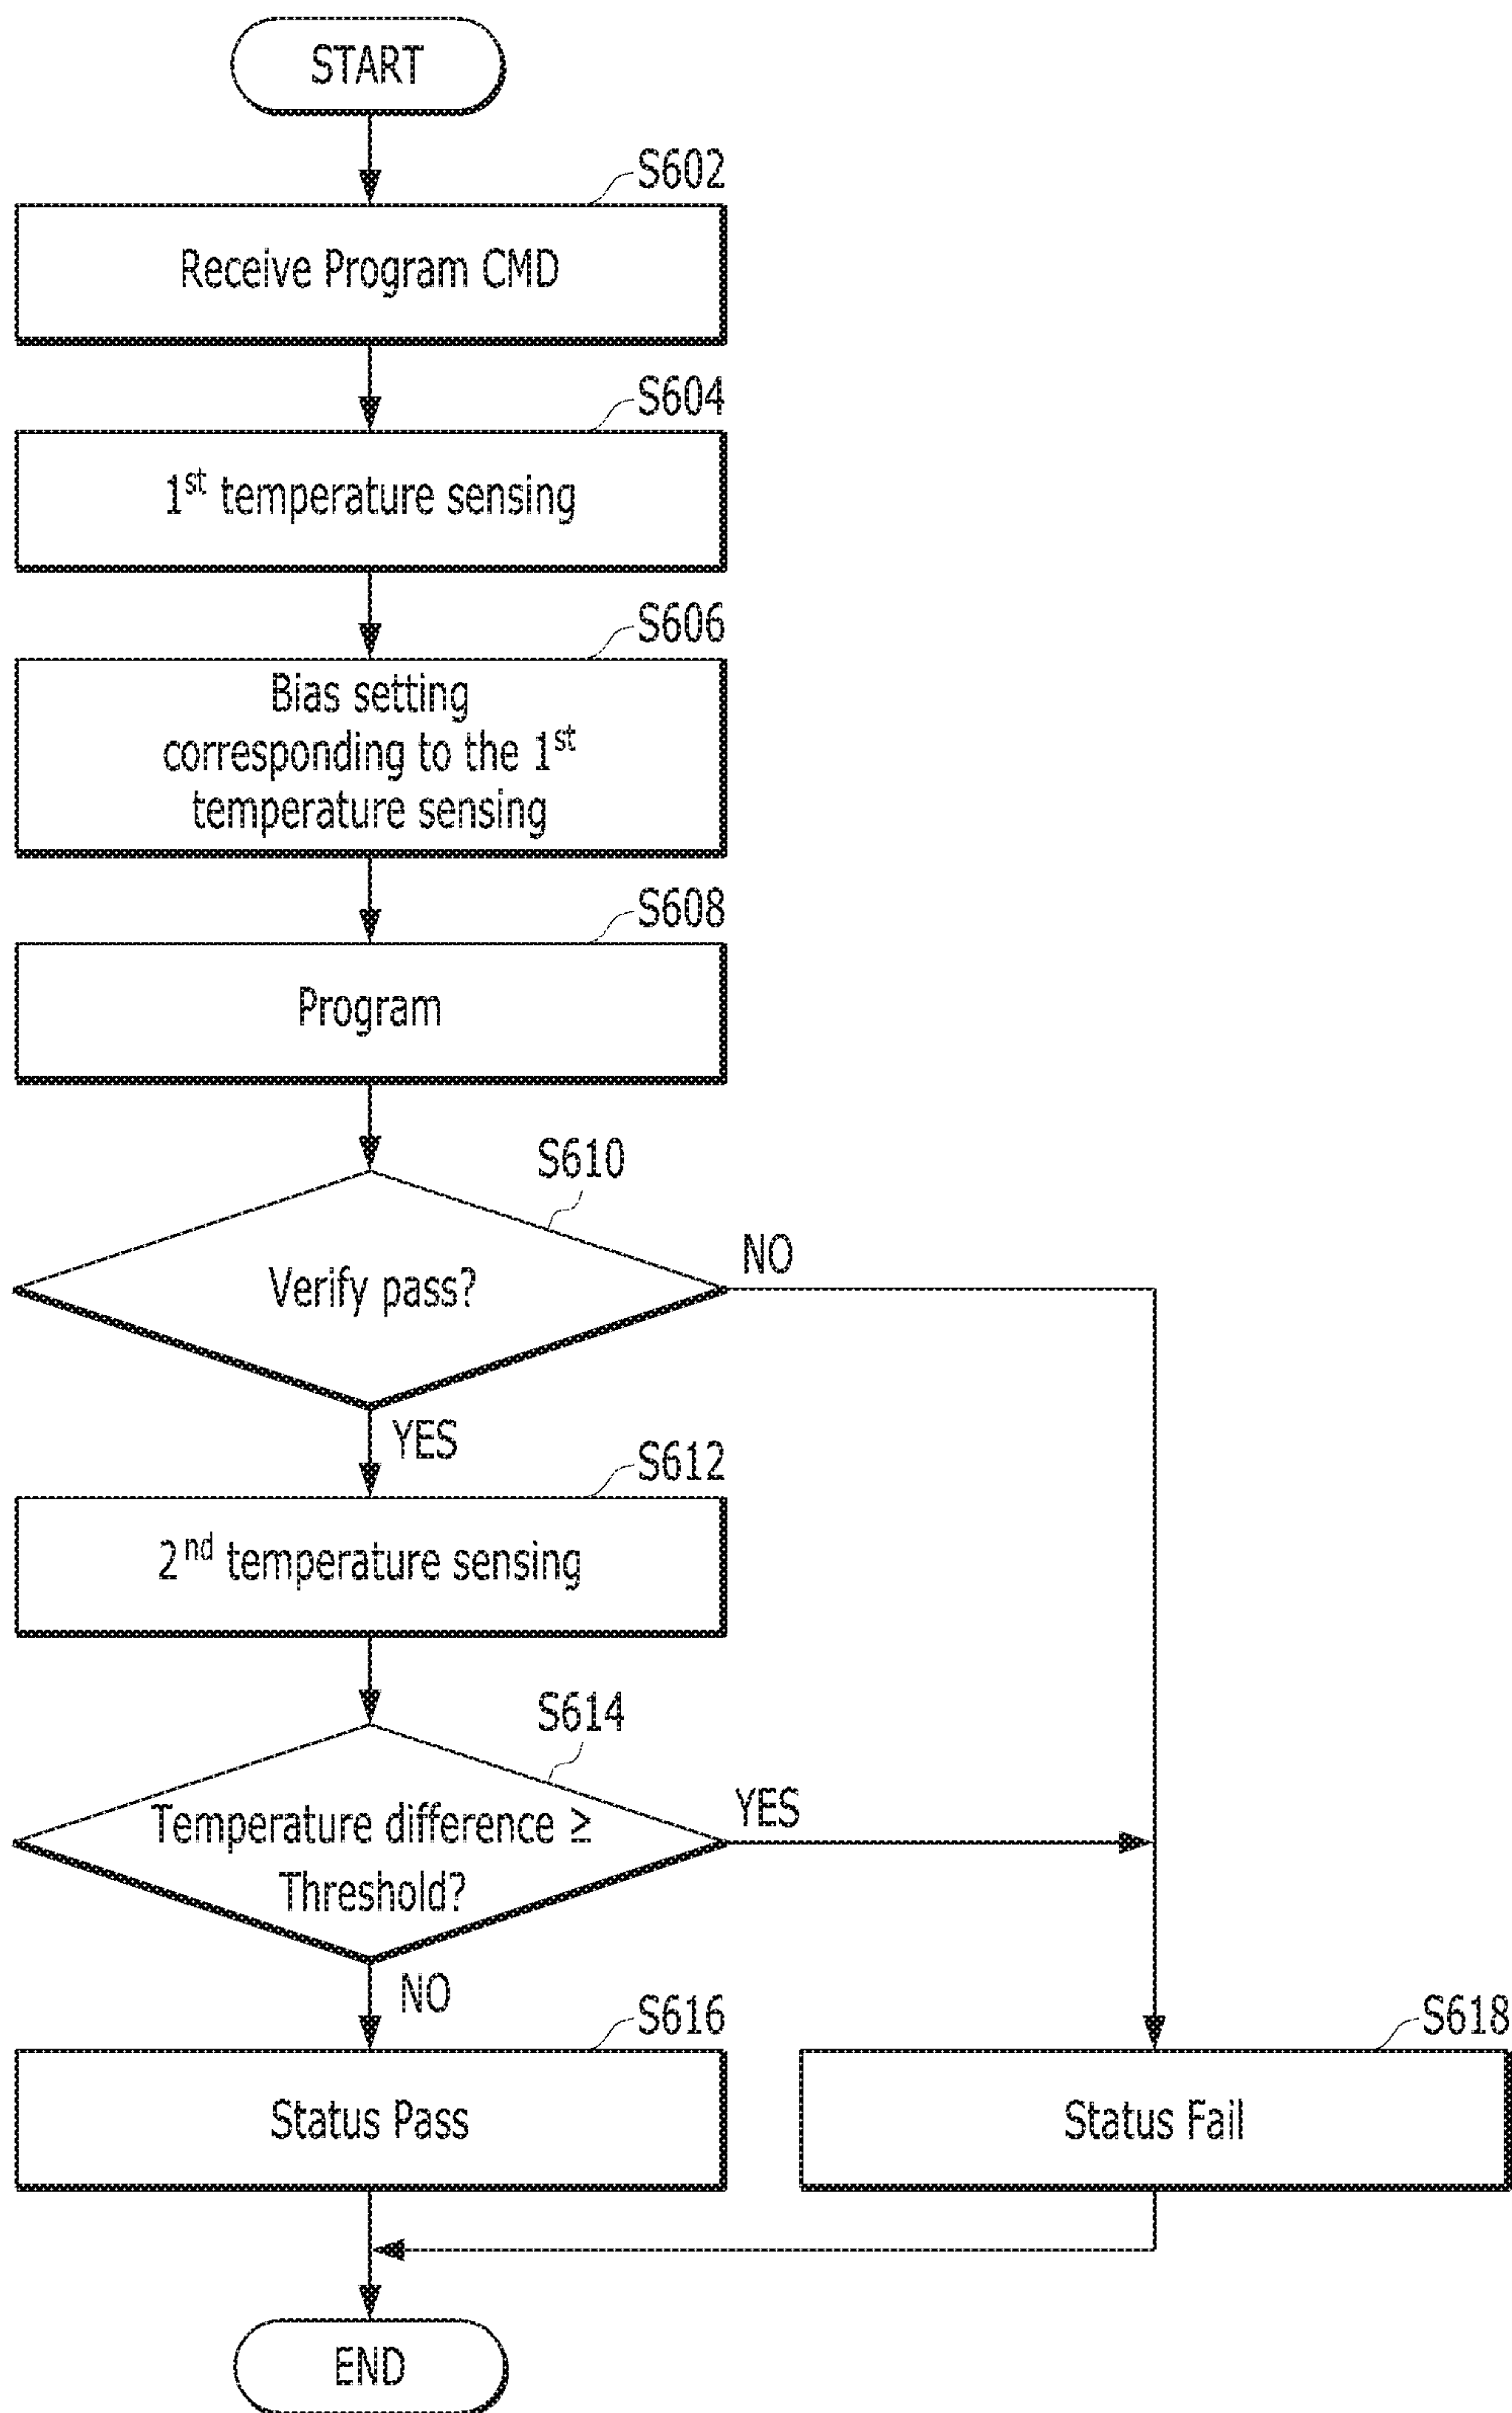 START
S602
Receive Program CMD
S604
1st temperature sensing
S606
Bias setting
corresponding to the 1st
temperature sensing
S608
Program
S610
Verify pass?
NO
YES
S612
2nd temperature sensing
S614
Temperature difference ≥
Threshold?
YES
NO
S616
Status Pass
S618
Status Fail
END